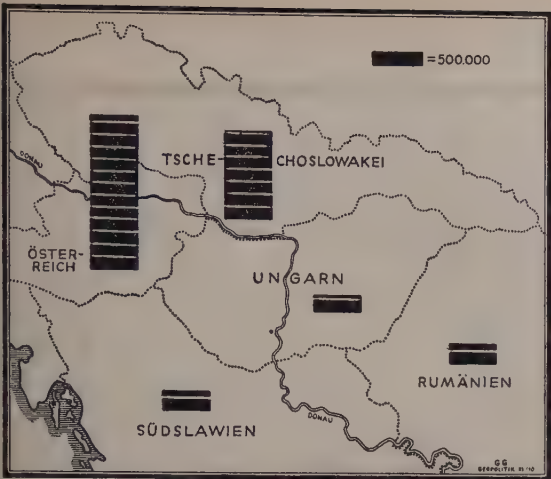 =500.000
DONAU
TSCHE-
CHOSLOWAKEI
ÖSTER-
REICH
UNGARN
RUMÄNIEN
SÜDSLAWIEN
DONAU
GG